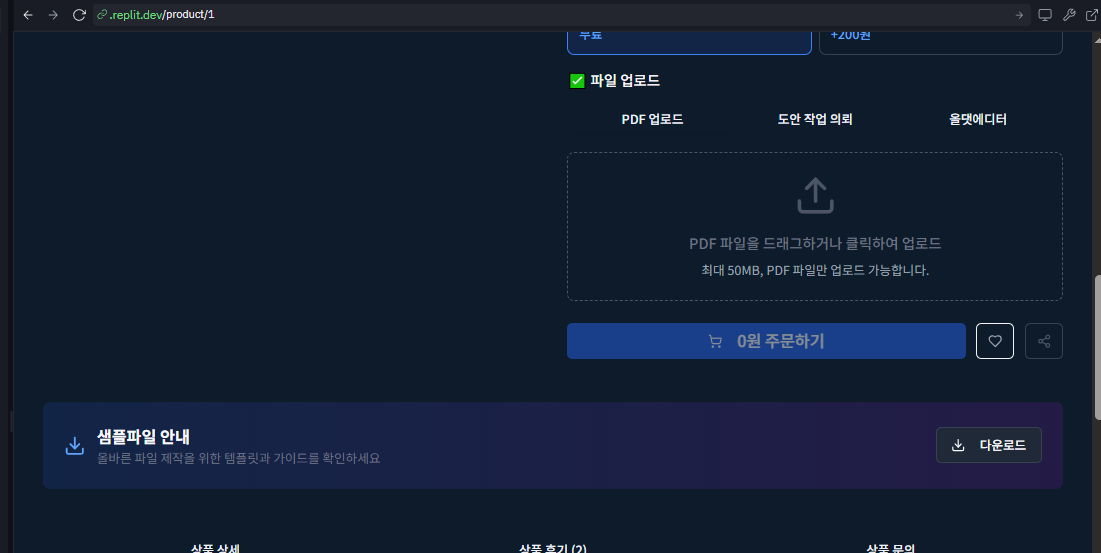 .replit.dev/product/1
무료
+200원
✅ 파일 업로드
PDF 업로드
도안 작업 의뢰
올댓에디터
PDF 파일을 드래그하거나 클릭하여 업로드
최대 50MB, PDF 파일만 업로드 가능합니다.
0원 주문하기
샘플파일 안내
올바른 파일 제작을 위한 템플릿과 가이드를 확인하세요
다운로드
상품 상세
상품 후기 (2)
상품 문의